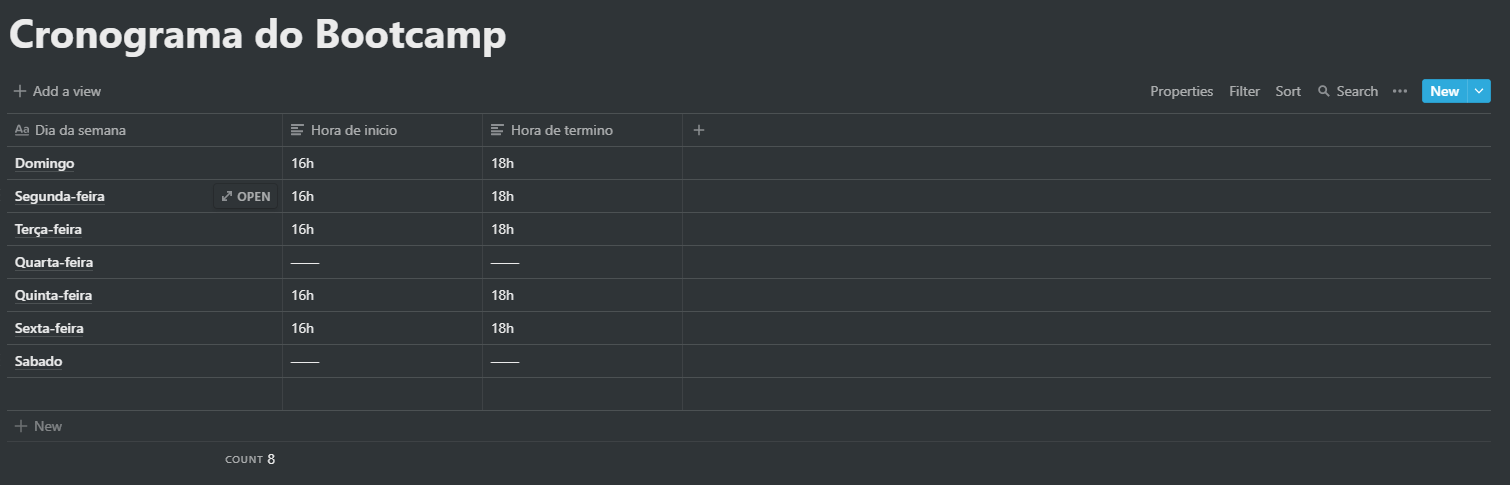 Cronograma do Bootcamp
Add a view
Properties Filter Sort Search ··· New
Aa Dia da semana Hora de inicio Hora de termino +
Domingo 16h 18h
Segunda-feira OPEN 16h 18h
Terça-feira 16h 18h
Quarta-feira —— ——
Quinta-feira 16h 18h
Sexta-feira 16h 18h
Sabado —— ——
+ New
COUNT 8